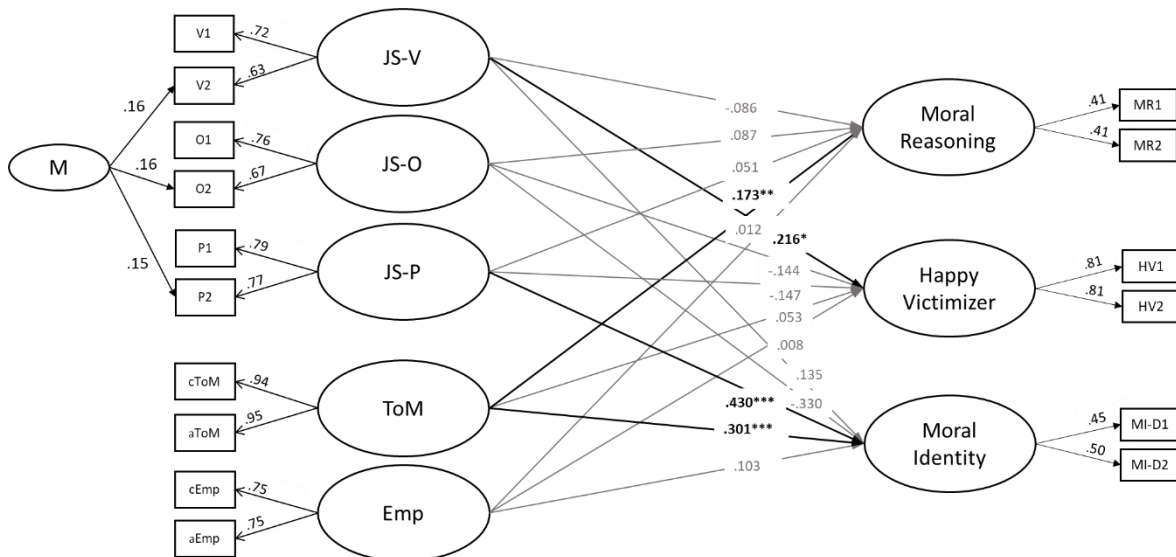 V1
.72
V2
.63
JS-V
.16
O1
.76
O2
.67
JS-O
.16
M
P1
.79
P2
.77
JS-P
.15
cToM
.94
aToM
.95
ToM
cEmp
.75
aEmp
.75
Emp
-.086
.087
.051
.173**
.012
.216*
-.144
-.147
.053
.008
.135
.430***
-.330
.301***
.103
Moral
Reasoning
.41
MR1
.41
MR2
Happy
Victimizer
.81
HV1
.81
HV2
Moral
Identity
.45
MI-D1
.50
MI-D2